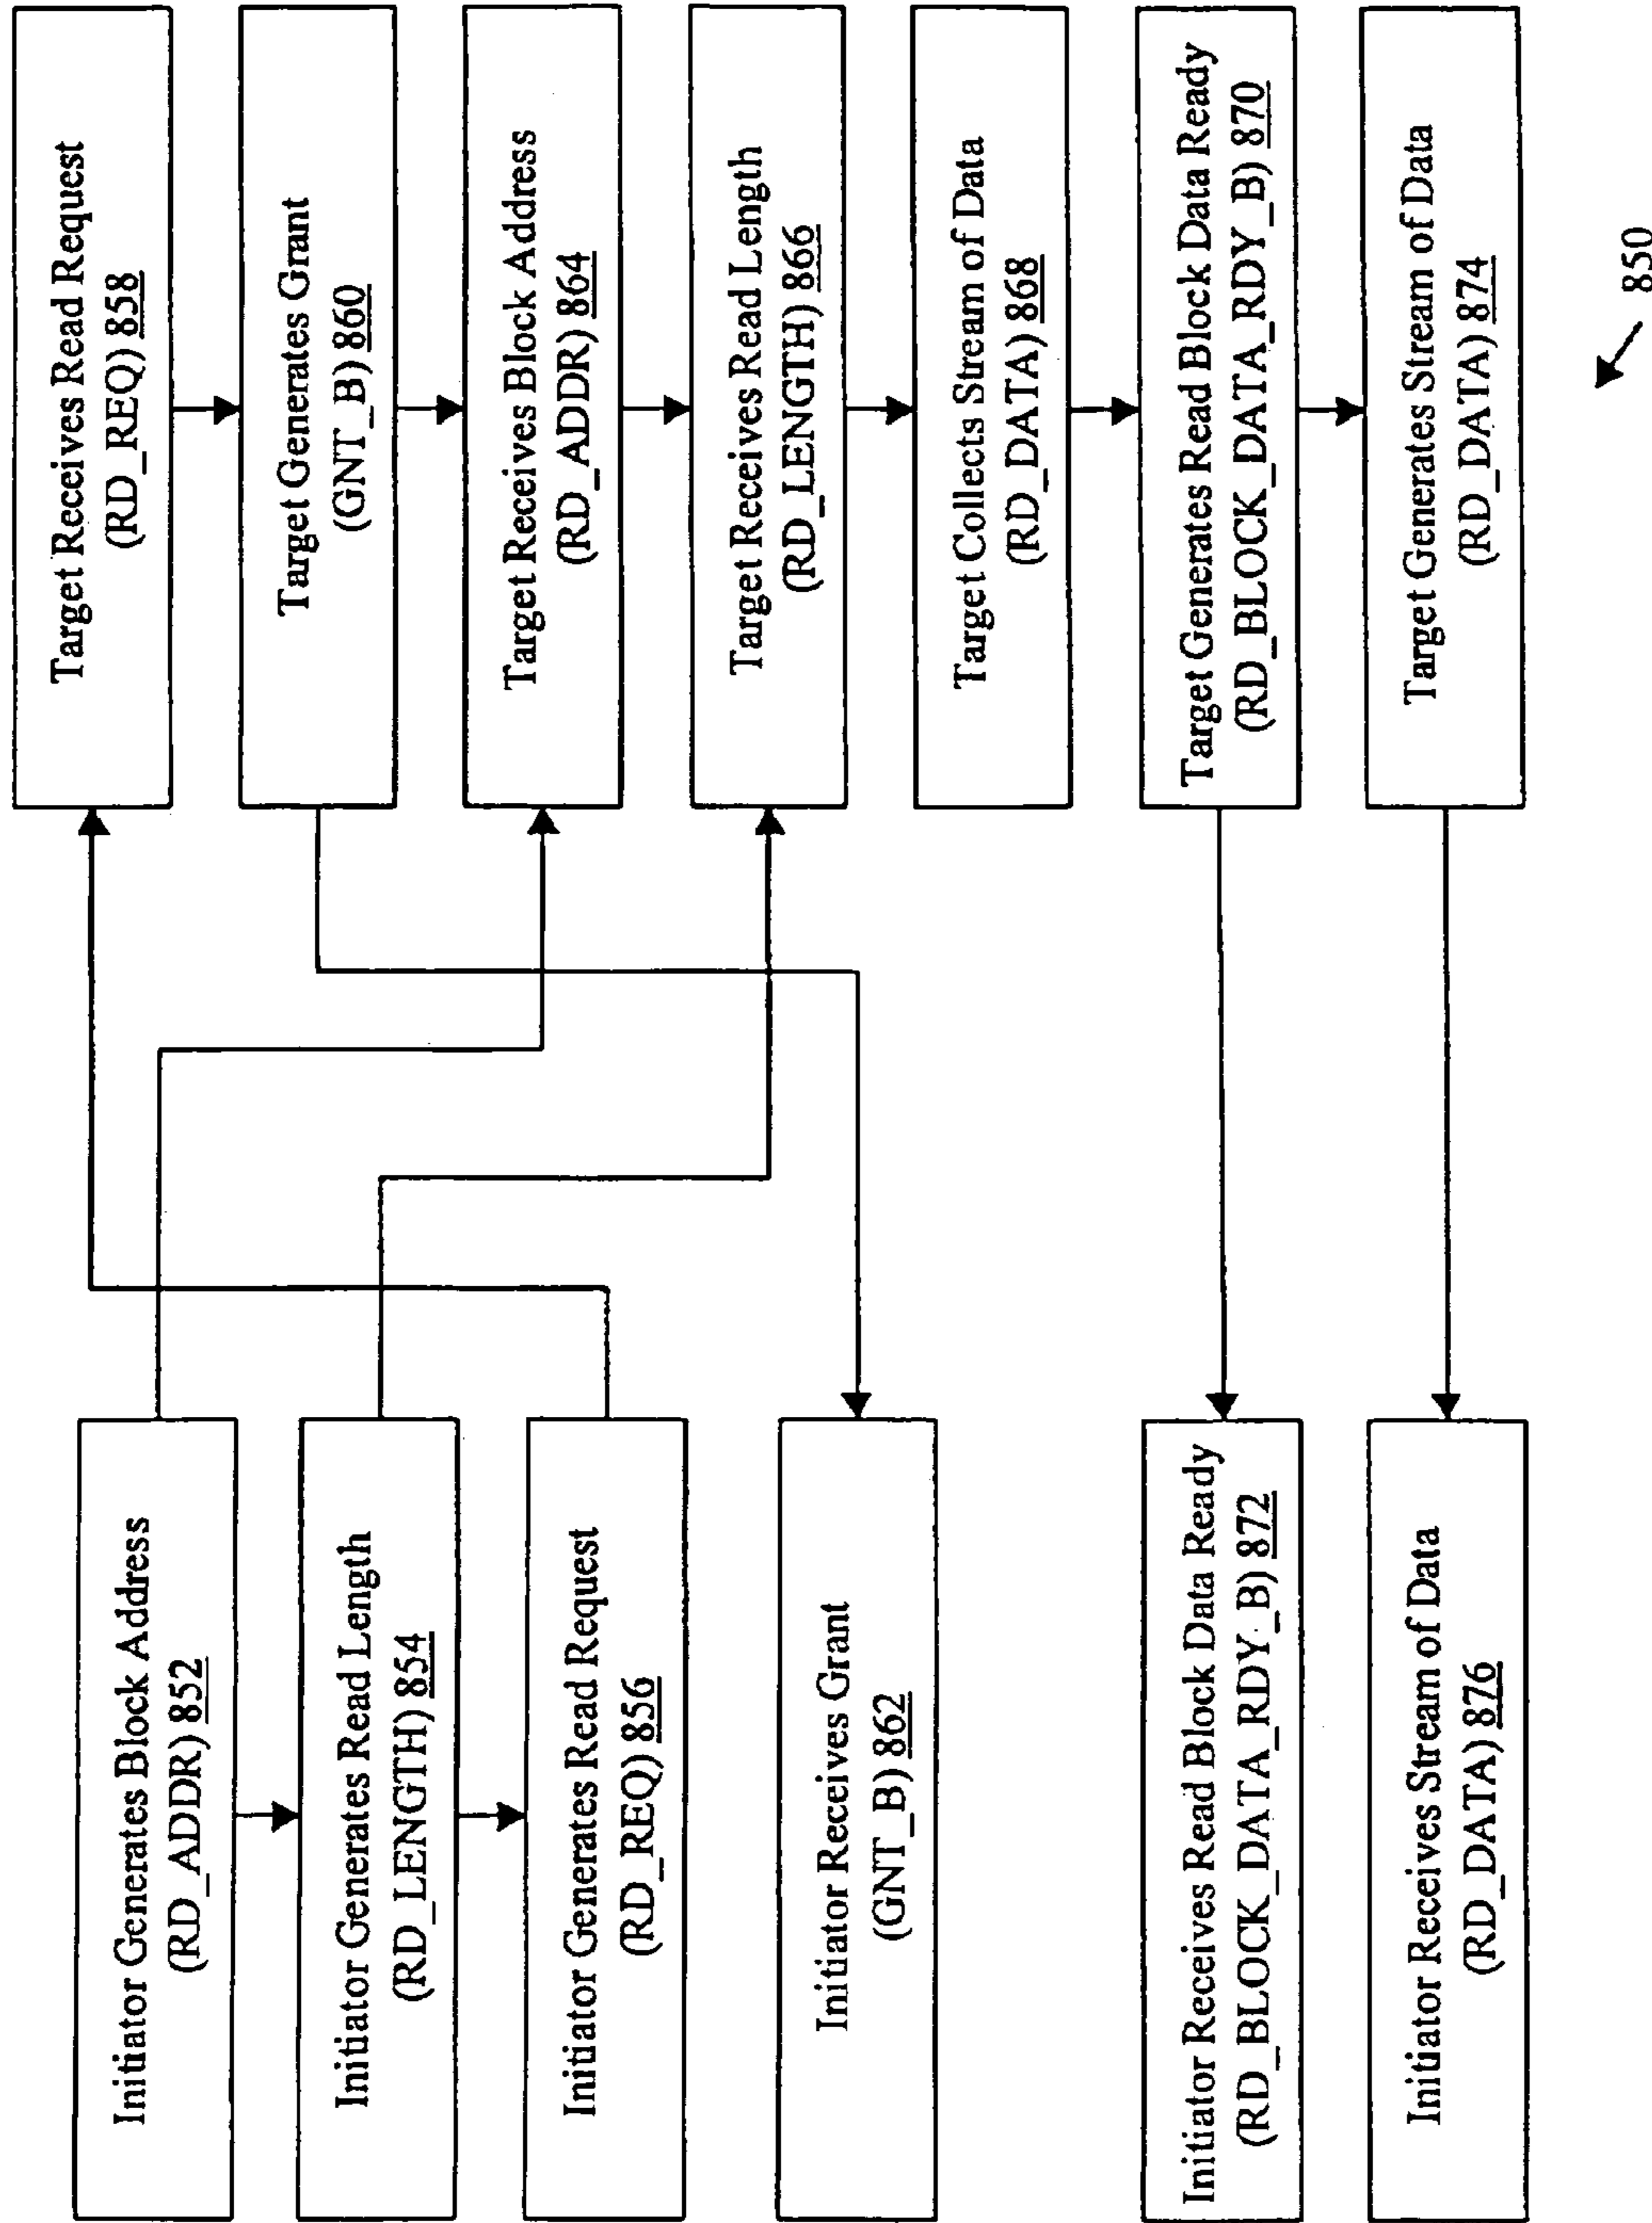 Initiator Generates Block Address
(RD_ADDR) 852
Initiator Generates Read Length
(RD_LENGTH) 854
Initiator Generates Read Request
(RD_REQ) 856
Initiator Receives Grant
(GNT_B) 862
Initiator Receives Read Block Data Ready
(RD_BLOCK_DATA_RDY_B) 872
Initiator Receives Stream of Data
(RD_DATA) 876
Target Receives Read Request
(RD_REQ) 858
Target Generates Grant
(GNT_B) 860
Target Receives Block Address
(RD_ADDR) 864
Target Receives Read Length
(RD_LENGTH) 866
Target Collects Stream of Data
(RD_DATA) 868
Target Generates Read Block Data Ready
(RD_BLOCK_DATA_RDY_B) 870
Target Generates Stream of Data
(RD_DATA) 874
850